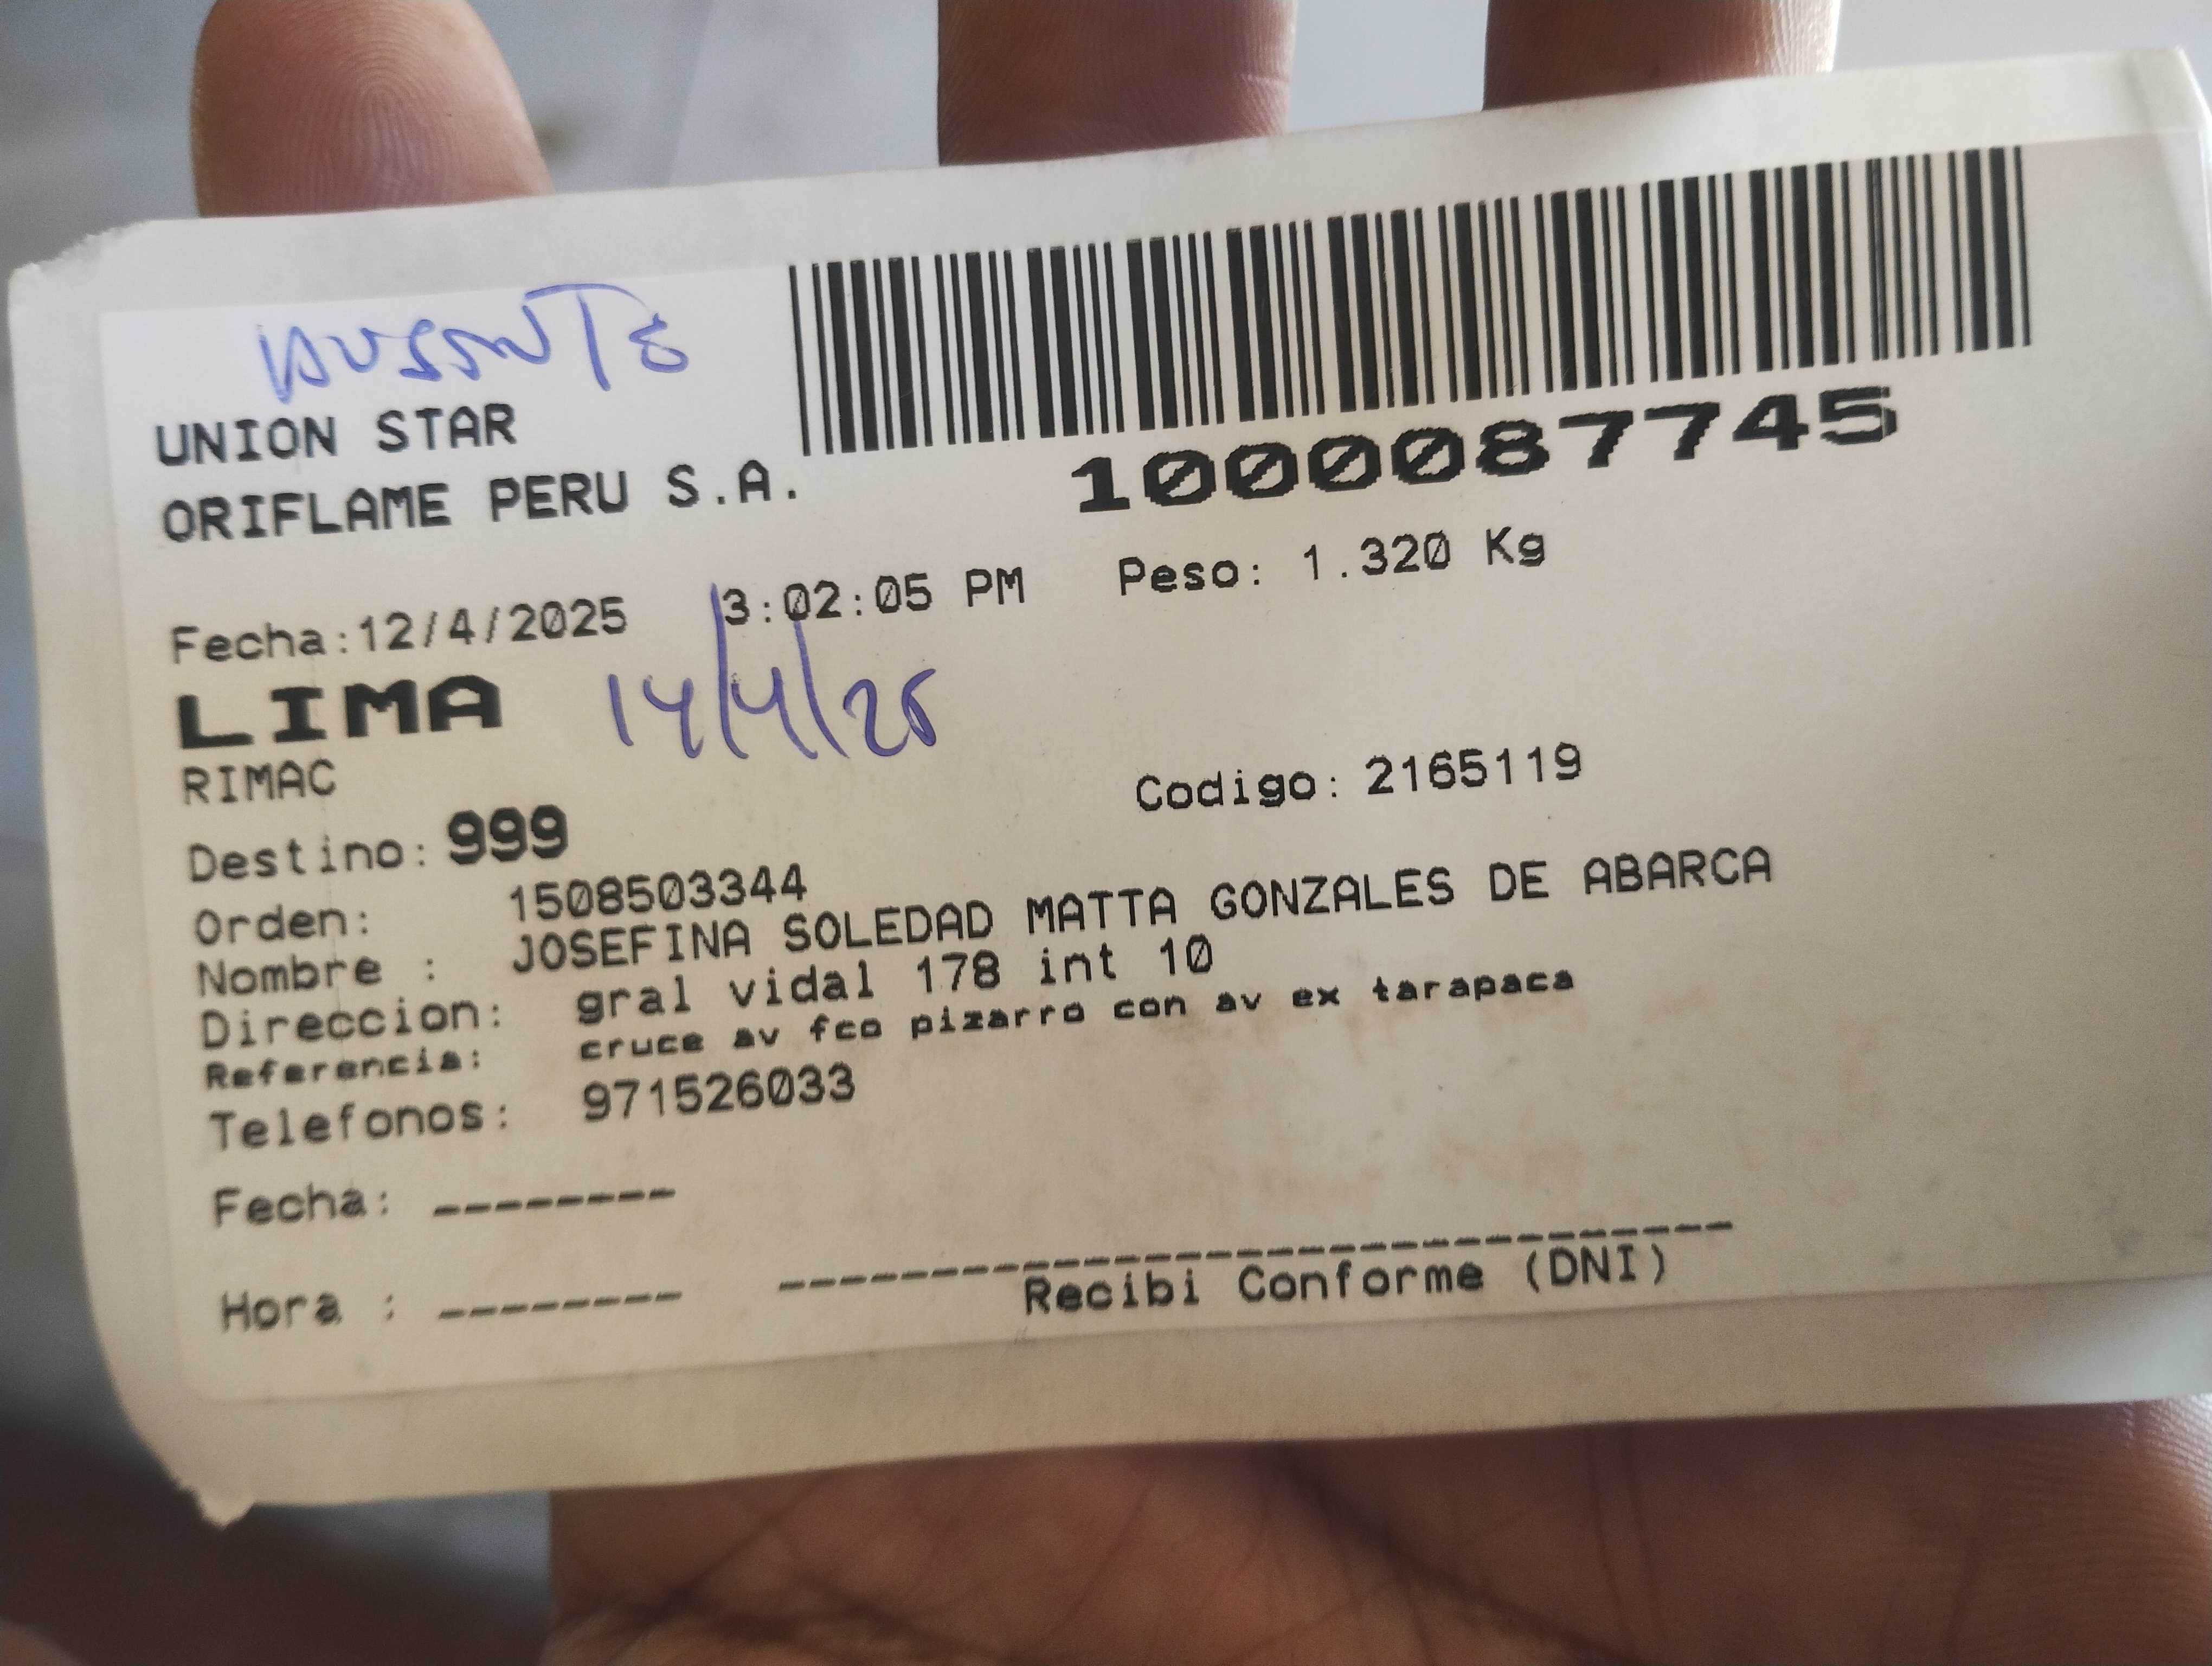 AUSENTE
UNION STAR
ORIFLAME PERU S.A.
1000087745
Fecha:12/4/2025 3:02:05 PM Peso: 1.320 Kg
LIMA 14/4/25
RIMAC
Codigo: 2165119
Destino: 999
Orden: 1508503344
Nombre : JOSEFINA SOLEDAD MATTA GONZALES DE ABARCA
Direccion: gral vidal 178 int 10
Referencia: cruce av fco pizarro con av ex tarapaca
Telefonos: 971526033
Fecha: --------
Hora : --------
Recibi Conforme (DNI)